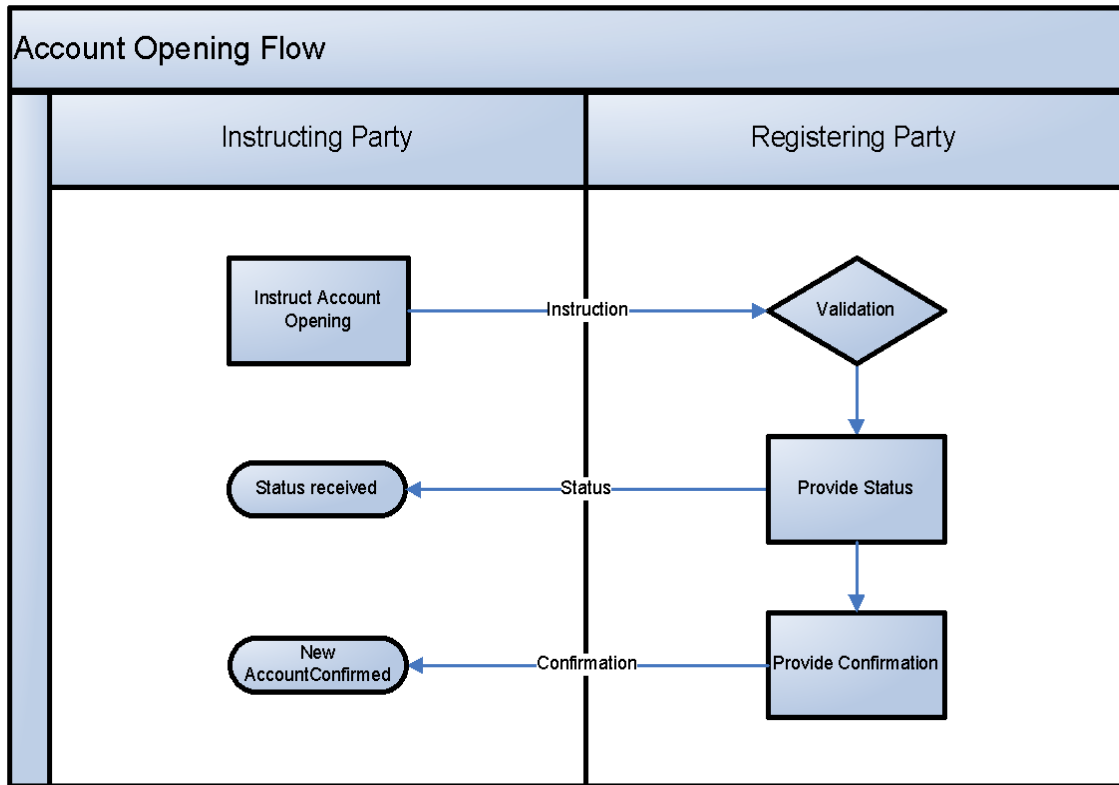 Account Opening Flow
Instructing Party
Registering Party
Instruct Account
Opening
Instruction
Validation
Status received
Status
Provide Status
New
AccountConfirmed
Confirmation
Provide Confirmation